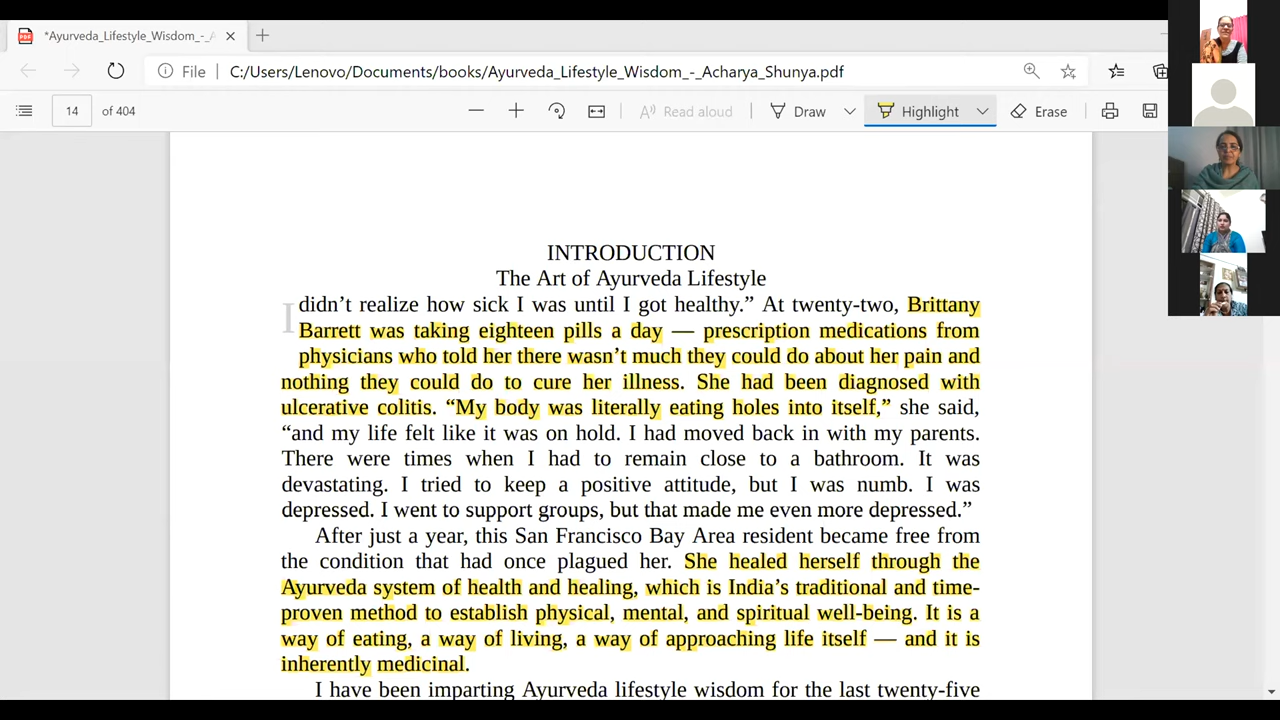 *Ayurveda_Lifestyle_Wisdom_-_A
File C:/Users/Lenovo/Documents/books/Ayurveda_Lifestyle_Wisdom_-_Acharya_Shunya.pdf
14 of 404 Read aloud Draw Highlight Erase
INTRODUCTION
The Art of Ayurveda Lifestyle
I didn’t realize how sick I was until I got healthy.” At twenty-two, Brittany
Barrett was taking eighteen pills a day — prescription medications from
physicians who told her there wasn’t much they could do about her pain and
nothing they could do to cure her illness. She had been diagnosed with
ulcerative colitis. “My body was literally eating holes into itself,” she said,
“and my life felt like it was on hold. I had moved back in with my parents.
There were times when I had to remain close to a bathroom. It was
devastating. I tried to keep a positive attitude, but I was numb. I was
depressed. I went to support groups, but that made me even more depressed.”
After just a year, this San Francisco Bay Area resident became free from
the condition that had once plagued her. She healed herself through the
Ayurveda system of health and healing, which is India’s traditional and time-
proven method to establish physical, mental, and spiritual well-being. It is a
way of eating, a way of living, a way of approaching life itself — and it is
inherently medicinal.
I have been imparting Ayurveda lifestyle wisdom for the last twenty-five